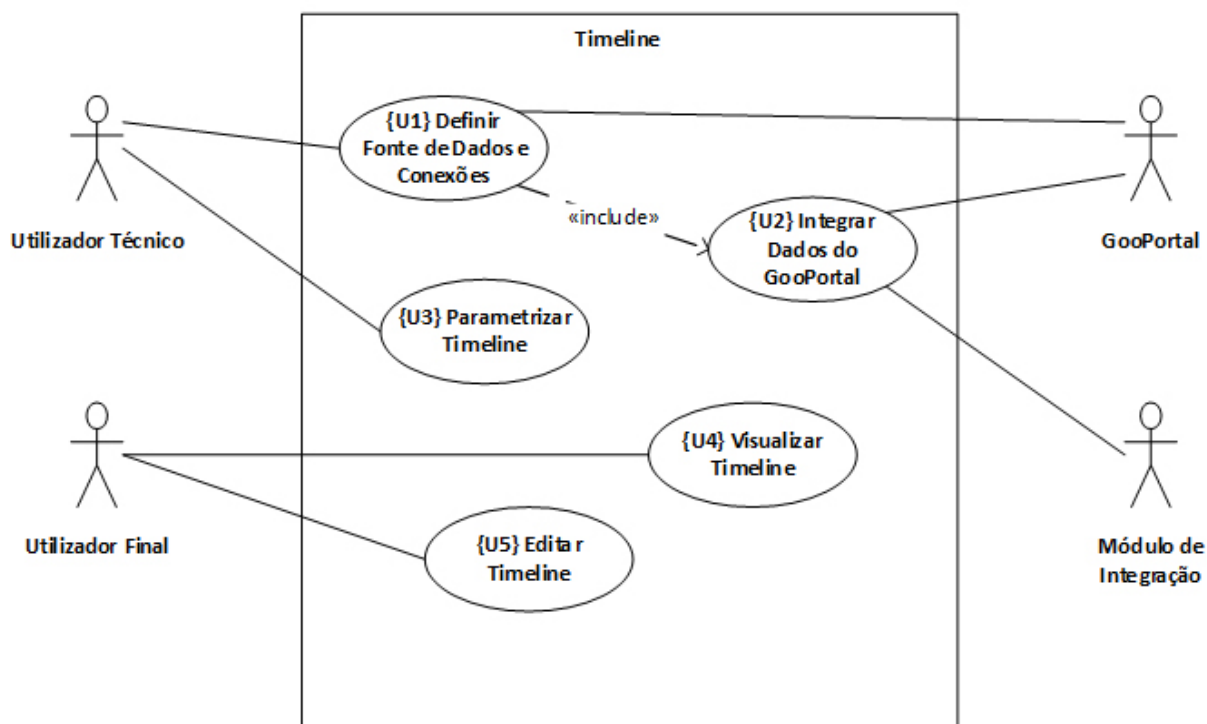 Timeline
{U1} Definir
Fonte de Dados e
Conexões
«include»
{U2} Integrar
Dados do
GooPortal
Utilizador Técnico
GooPortal
{U3} Parametrizar
Timeline
{U4} Visualizar
Timeline
{U5} Editar
Timeline
Utilizador Final
Módulo de
Integração